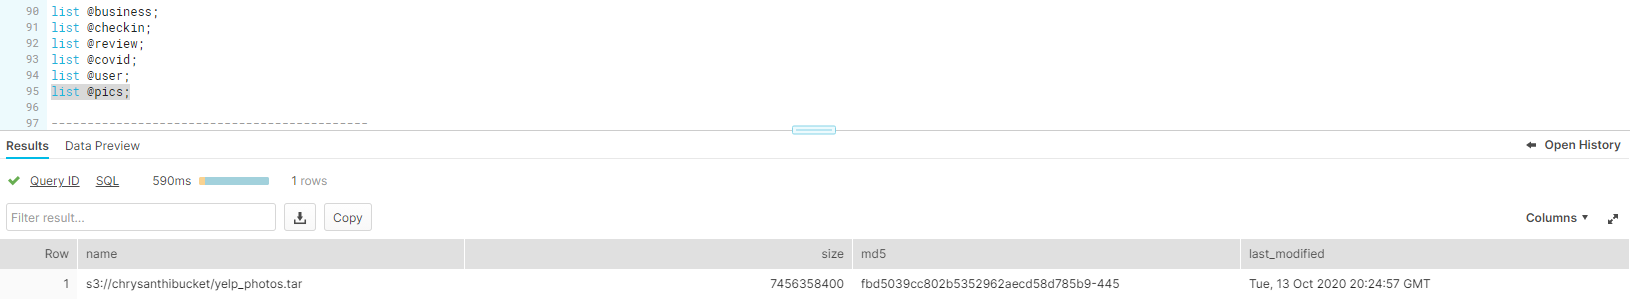 90 list @business;
91 list @checkin;
92 list @review;
93 list @covid;
94 list @user;
95 list @pics;
96
97 --------------------------------------------
Results Data Preview Open History
Query ID SQL 590ms 1 rows
Filter result... Copy Columns
Row name size md5 last_modified
1 s3://chrysanthibucket/yelp_photos.tar 7456358400 fbd5039cc802b5352962aecd58d785b9-445 Tue, 13 Oct 2020 20:24:57 GMT